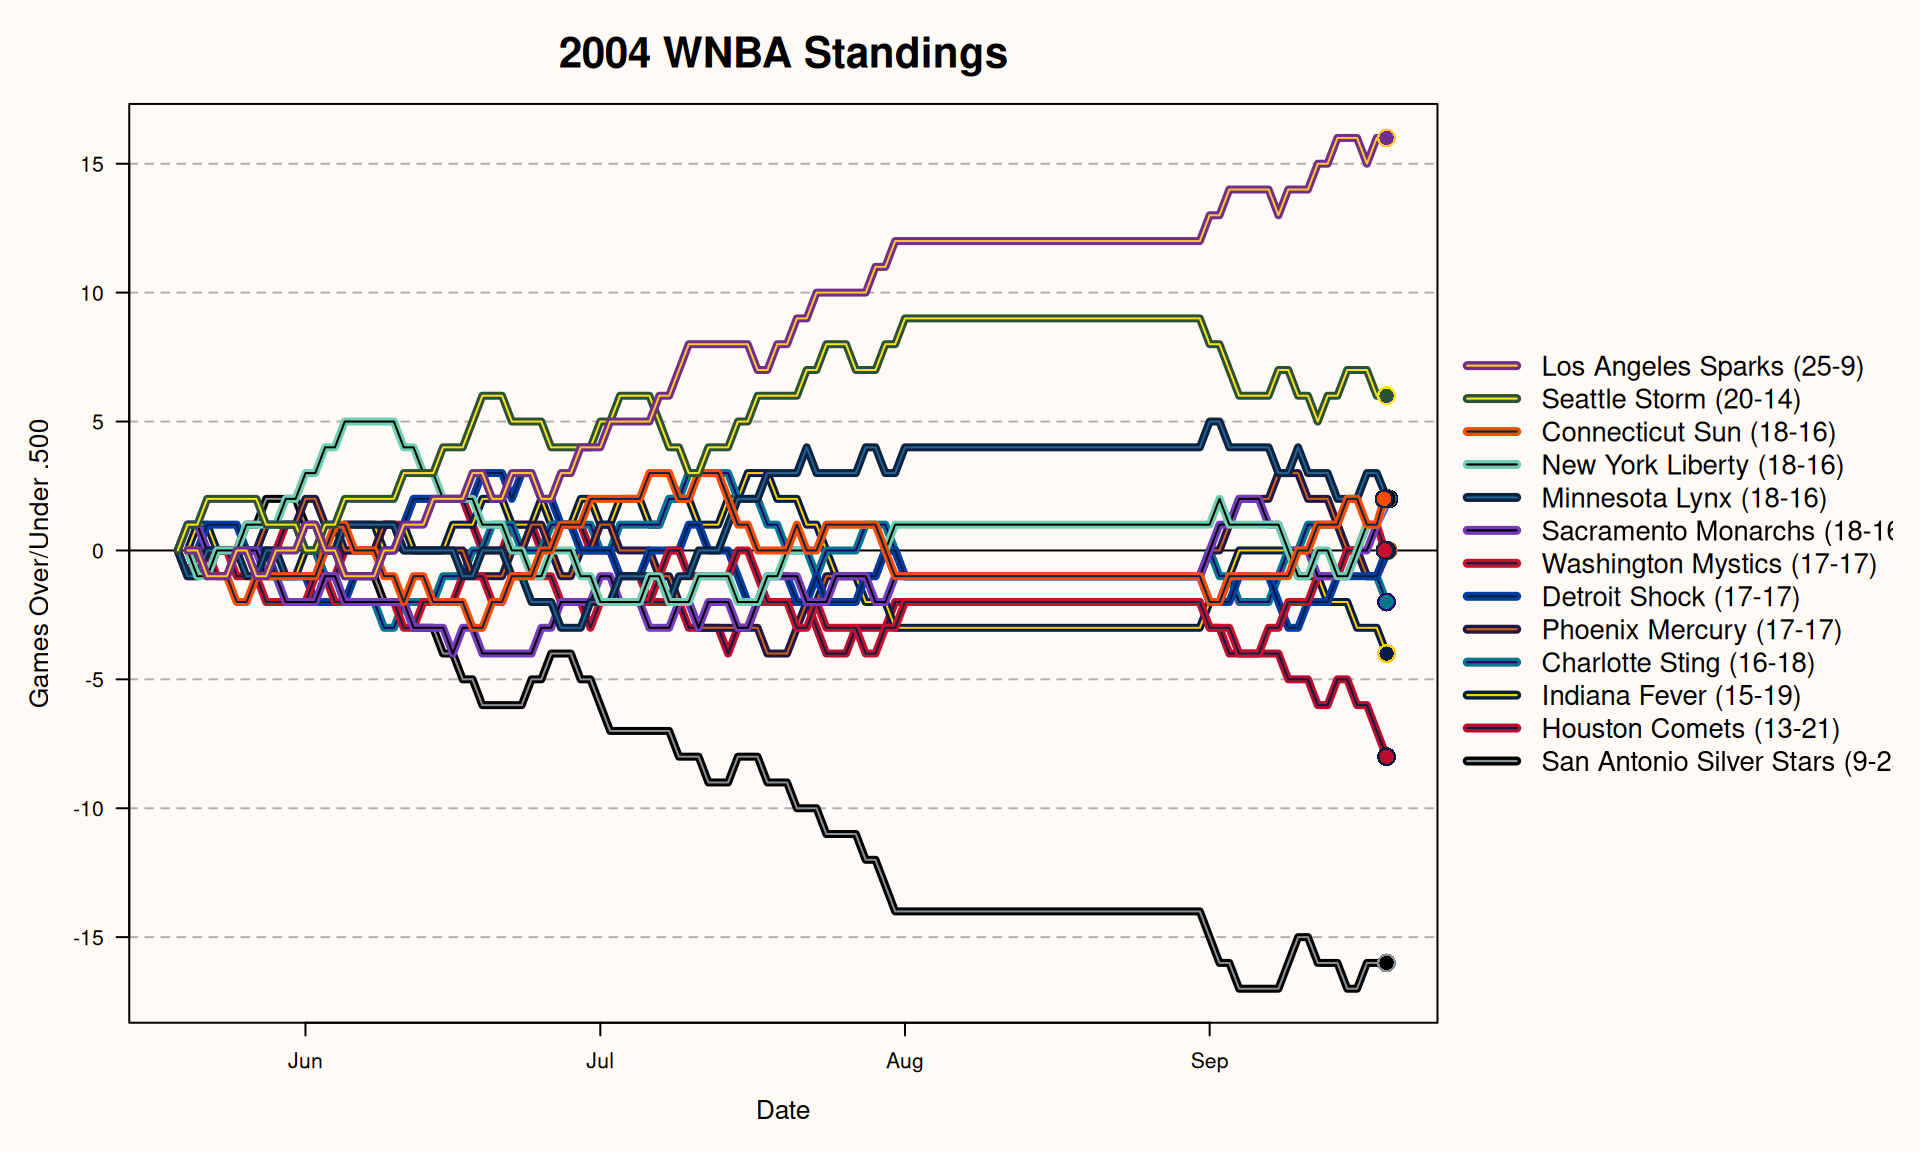 2004 WNBA Standings
Games Over/Under .500
15
10
5
0
-5
-10
-15
Jun
Jul
Aug
Sep
Date
Los Angeles Sparks (25-9)
Seattle Storm (20-14)
Connecticut Sun (18-16)
New York Liberty (18-16)
Minnesota Lynx (18-16)
Sacramento Monarchs (18-16
Washington Mystics (17-17)
Detroit Shock (17-17)
Phoenix Mercury (17-17)
Charlotte Sting (16-18)
Indiana Fever (15-19)
Houston Comets (13-21)
San Antonio Silver Stars (9-2